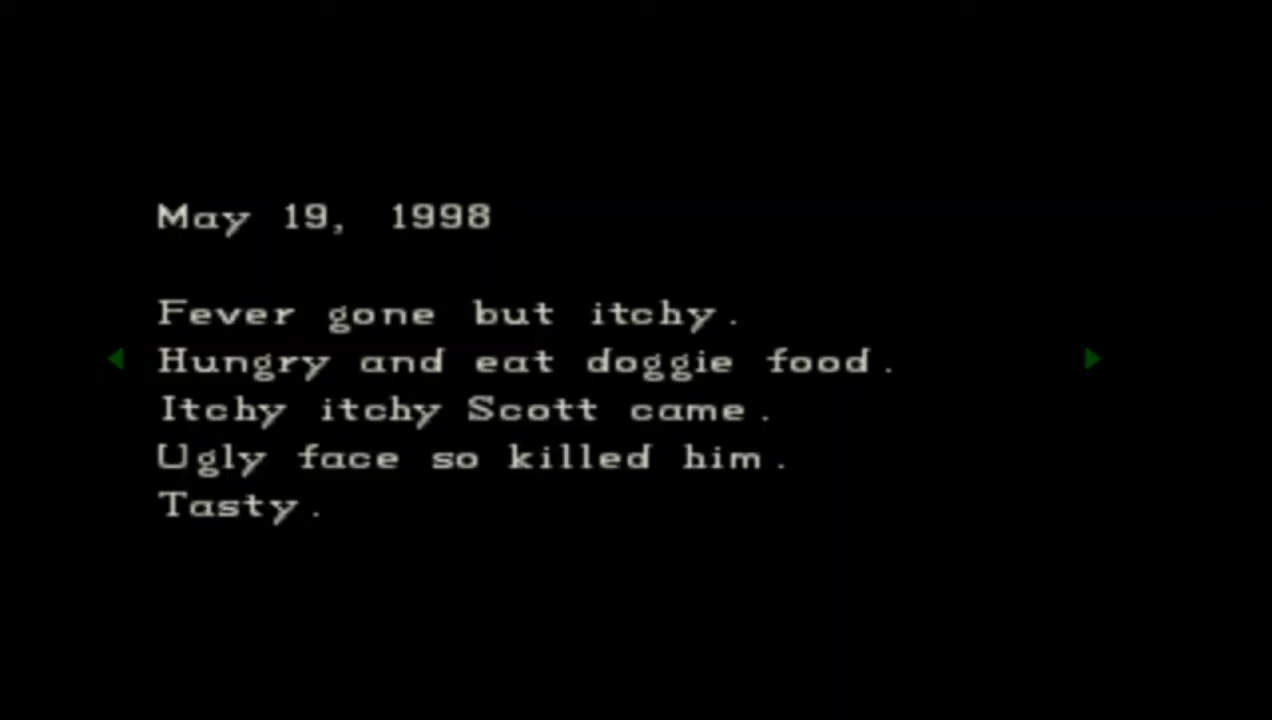 May 19, 1998
Fever gone but itchy.
Hungry and eat doggie food.
Itchy itchy Scott came.
Ugly face so killed him.
Tasty.